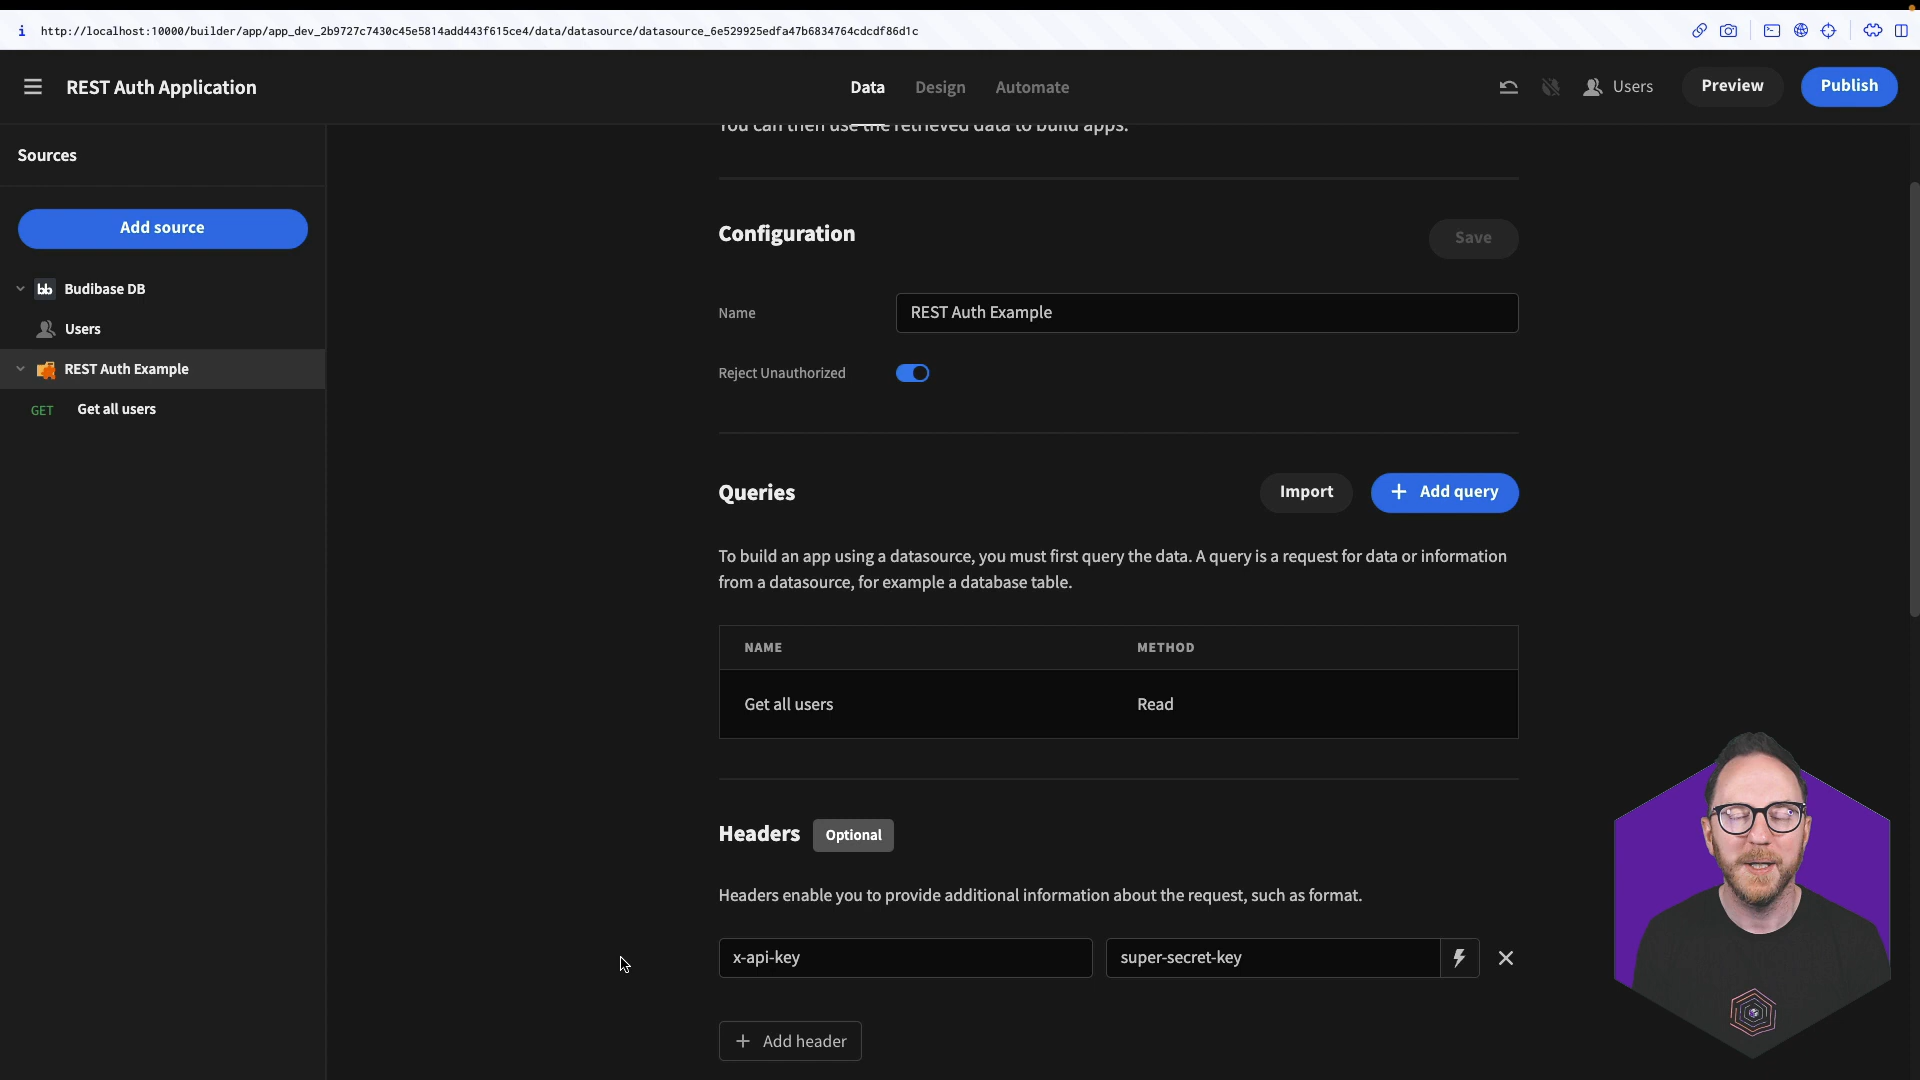 http://localhost:10000/builder/app/app_dev_2b9727c7430c45e5814add443f615ce4/data/datasource/datasource_6e529925edfa47b6834764cdcdf86d1c
REST Auth Application
Data
Design
Automate
Users
Preview
Publish
Sources
Add source
bb Budibase DB
Users
REST Auth Example
GET Get all users
You can then use the retrieved data to build apps.
Configuration
Save
Name
REST Auth Example
Reject Unauthorized
Queries
Import
+ Add query
To build an app using a datasource, you must first query the data. A query is a request for data or information
from a datasource, for example a database table.
NAME METHOD
Get all users Read
Headers Optional
Headers enable you to provide additional information about the request, such as format.
x-api-key super-secret-key
+ Add header